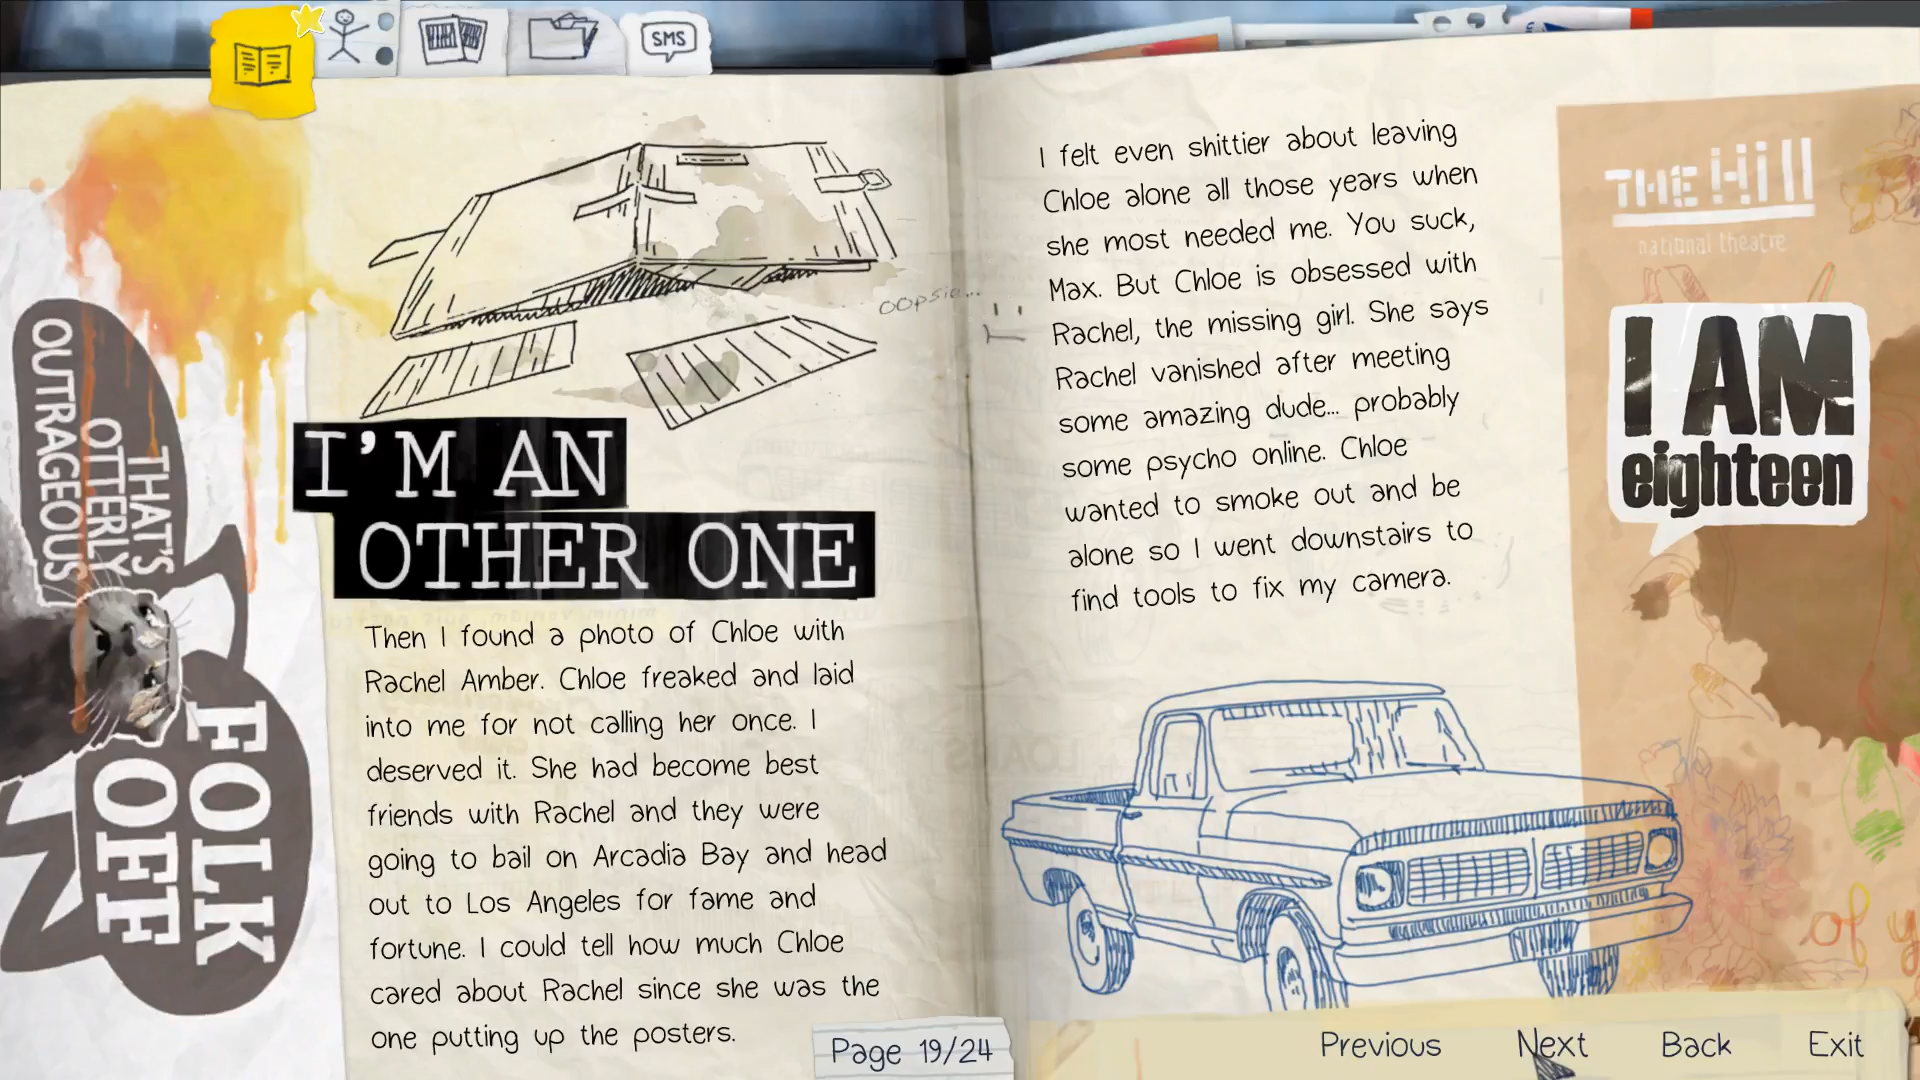 SMS
THAT'S
OTTERLY
OUTRAGEOUS
FOLK
OFF
oopsie...
I'M AN
OTHER ONE
Then I found a photo of Chloe with
Rachel Amber. Chloe freaked and laid
into me for not calling her once. I
deserved it. She had become best
friends with Rachel and they were
going to bail on Arcadia Bay and head
out to Los Angeles for fame and
fortune. I could tell how much Chloe
cared about Rachel since she was the
one putting up the posters.
I felt even shittier about leaving
Chloe alone all those years when
she most needed me. You suck,
Max. But Chloe is obsessed with
Rachel, the missing girl. She says
Rachel vanished after meeting
some amazing dude... probably
some psycho online. Chloe
wanted to smoke out and be
alone so I went downstairs to
find tools to fix my camera.
THE Hill
national theatre
I AM
eighteen
of y
Page 19/24
Previous
Next
Back
Exit